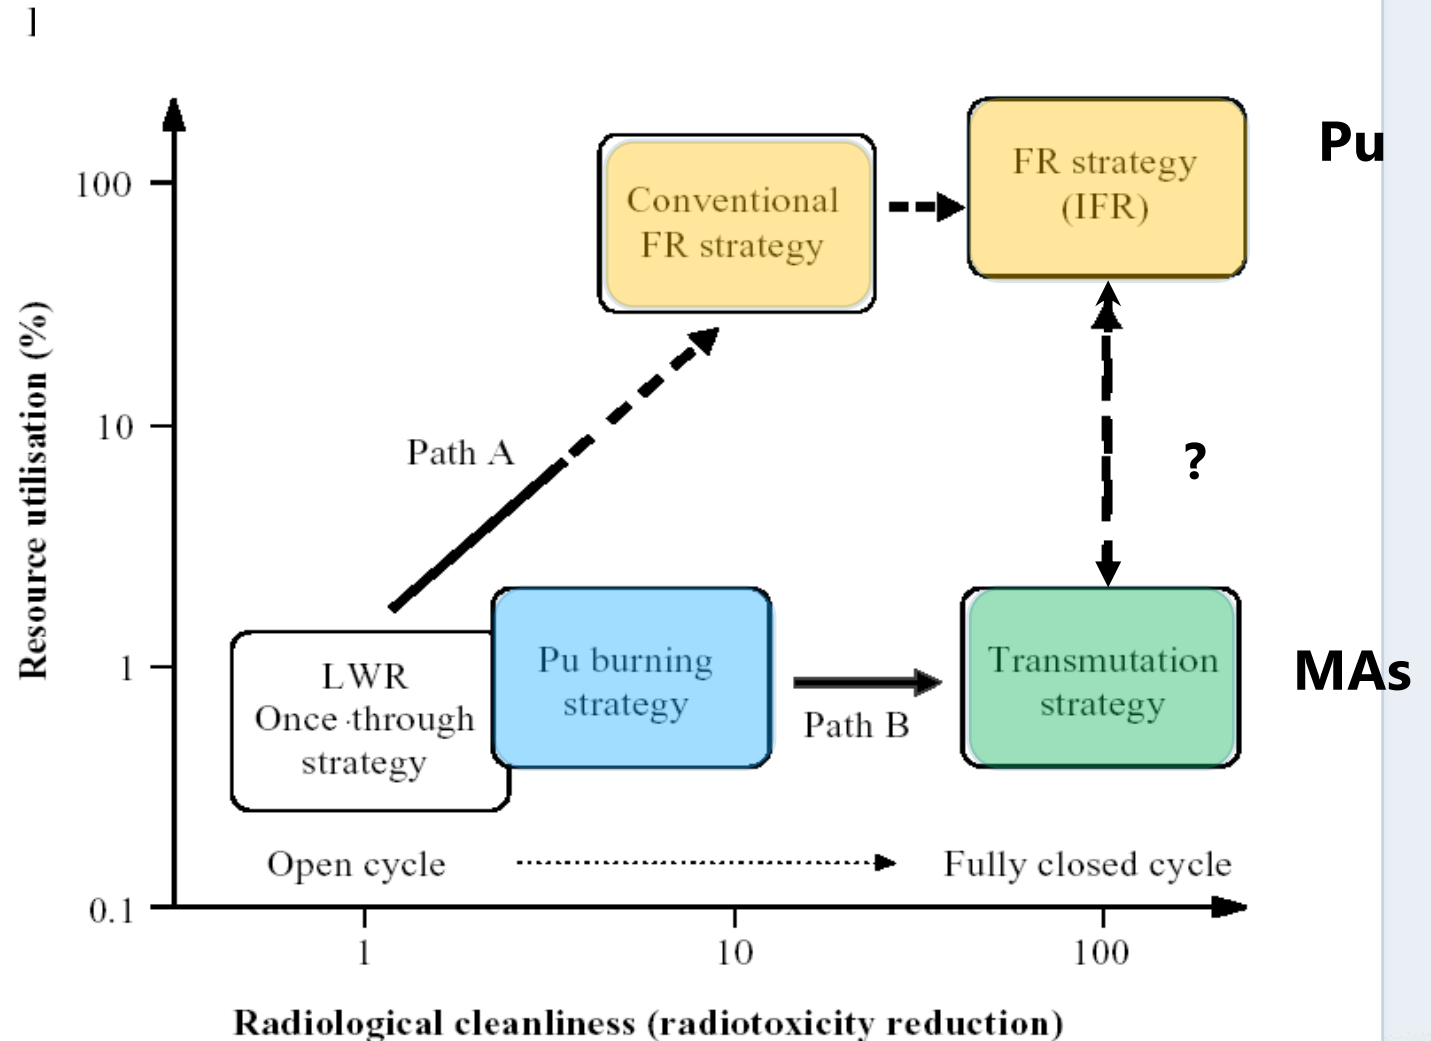 ]
Pu
100
Conventional
FR strategy
FR strategy
(IFR)
Resource utilisation (%)
10
Path A
?
1
LWR
Once-through
strategy
Pu burning
strategy
Path B
Transmutation
strategy
MAs
Open cycle
Fully closed cycle
0.1
1
10
100
Radiological cleanliness (radiotoxicity reduction)